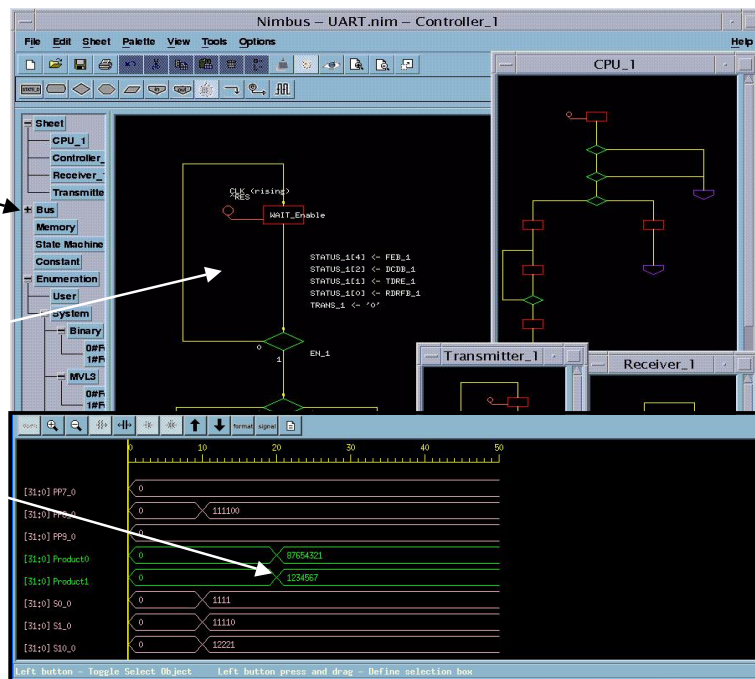 Nimbus – UART.nim – Controller_1
File Edit Sheet Palette View Tools Options Help
CPU_1
Sheet
CPU_1
Controller_
Receiver_
Transmitte
Bus
Memory
State Machine
Constant
Enumeration
User
System
Binary
MVL9
CLK (rising)
^RES
WAIT_Enable
STATUS_1[4] <- FEB_1
STATUS_1[2] <- DCDB_1
STATUS_1[1] <- TDRE_1
STATUS_1[0] <- RDRFB_1
TRANS_1 <- '0'
0
EN_1
1
Transmitter_1
Receiver_1
format signal
0 10 20 30 40 50
[31:0] PP7_0 0
[31:0] PP8_0 0 111100
[31:0] PP9_0 0
[31:0] Product0 0 87654321
[31:0] Product1 0 1234567
[31:0] S0_0 0 1111
[31:0] S1_0 0 11110
[31:0] S10_0 0 12221
Left button – Toggle Select Object Left button press and drag – Define selection box